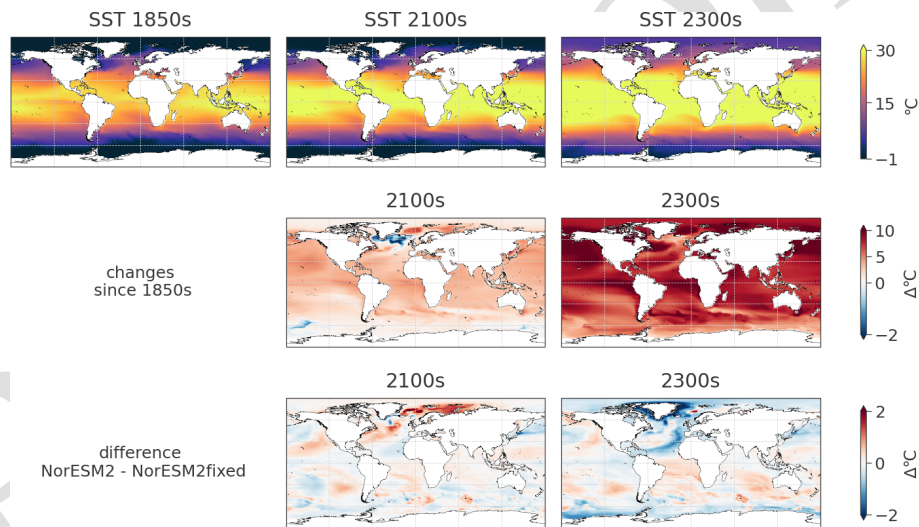 SST 1850s
SST 2100s
SST 2300s
30
15
−1
°C
2100s
2300s
changes
since 1850s
10
5
0
−2
Δ°C
2100s
2300s
difference
NorESM2 - NorESM2fixed
2
0
−2
Δ°C